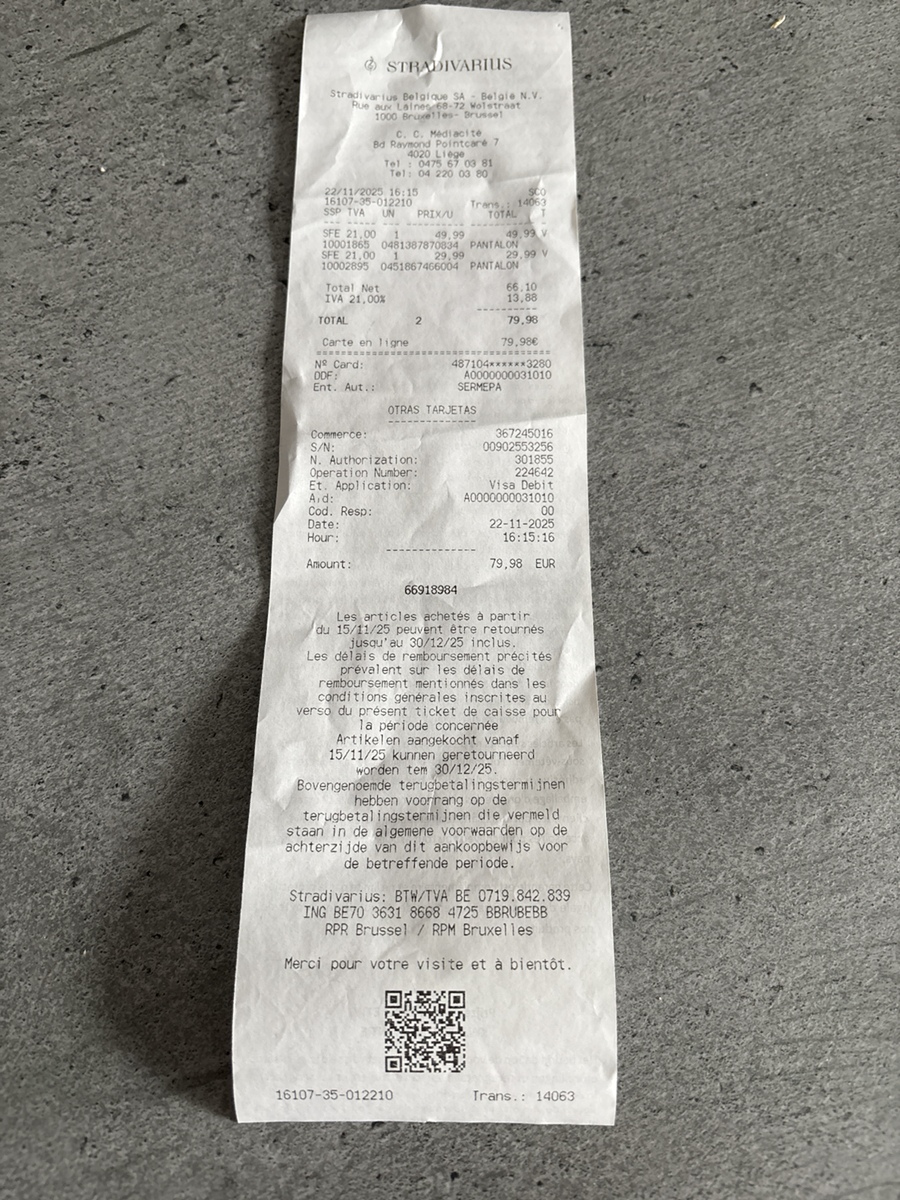 STRADIVARIUS
Stradivarius Belgique SA - Belgie N.V.
Rue aux Laines 68-72 Wolstraat
1000 Bruxelles- Brussel
C. C. Médiacité
Bd Raymond Pointcaré 7
4020 Liège
Tel : 0475 67 03 81
Tel: 04 220 03 80
22/11/2025 16:15 SCO
16107-35-012210 Trans.: 14063
SSP TVA UN PRIX/U TOTAL T
SFE 21,00 1 49,99 49,99 V
10001865 0481387870834 PANTALON
SFE 21,00 1 29,99 29,99 V
10002895 0451867466004 PANTALON
Total Net 66,10
IVA 21,00% 13,88
TOTAL 2 79,98
Carte en ligne 79,98€
Nº Card: 487104******3280
DDF: A0000000031010
Ent. Aut.: SERMEPA
OTRAS TARJETAS
Commerce: 367245016
S/N: 00902553256
N. Authorization: 301855
Operation Number: 224642
Et. Application: Visa Debit
Aid: A0000000031010
Cod. Resp: 00
Date: 22-11-2025
Hour: 16:15:16
Amount: 79,98 EUR
66918984
Les articles achetés à partir
du 15/11/25 peuvent être retournés
jusqu'au 30/12/25 inclus.
Les délais de remboursement précités
prévalent sur les délais de
remboursement mentionnés dans les
conditions générales inscrites au
verso du présent ticket de caisse pour
la période concernée
Artikelen aangekocht vanaf
15/11/25 kunnen geretourneerd
worden tem 30/12/25.
Bovengenoemde terugbetalingstermijnen
hebben voorrang op de
terugbetalingstermijnen die vermeld
staan in de algemene voorwaarden op de
achterzijde van dit aankoopbewijs voor
de betreffende periode.
Stradivarius: BTW/TVA BE 0719.842.839
ING BE70 3631 8668 4725 BBRUBEBB
RPR Brussel / RPM Bruxelles
Merci pour votre visite et à bientôt.
16107-35-012210 Trans.: 14063